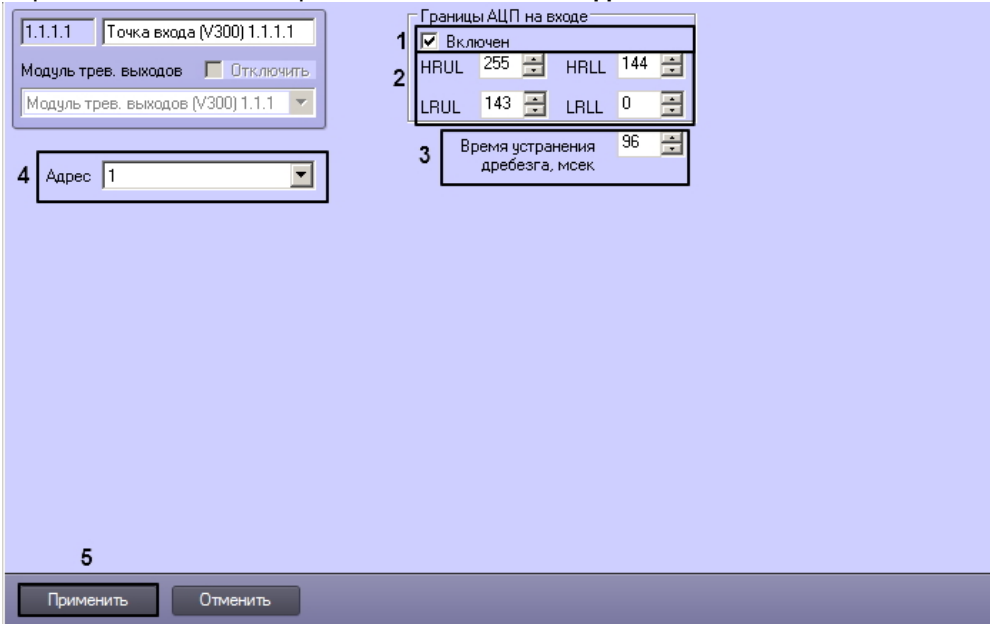 1.1.1.1 Точка входа (V300) 1.1.1.1
Модуль трев. выходов Отключить
Модуль трев. выходов (V300) 1.1.1
4 Адрес 1
Границы АЦП на входе
1 Включен
2 HRUL 255 HRLL 144
LRUL 143 LRLL 0
3 Время устранения дребезга, мсек 96
5
Применить Отменить